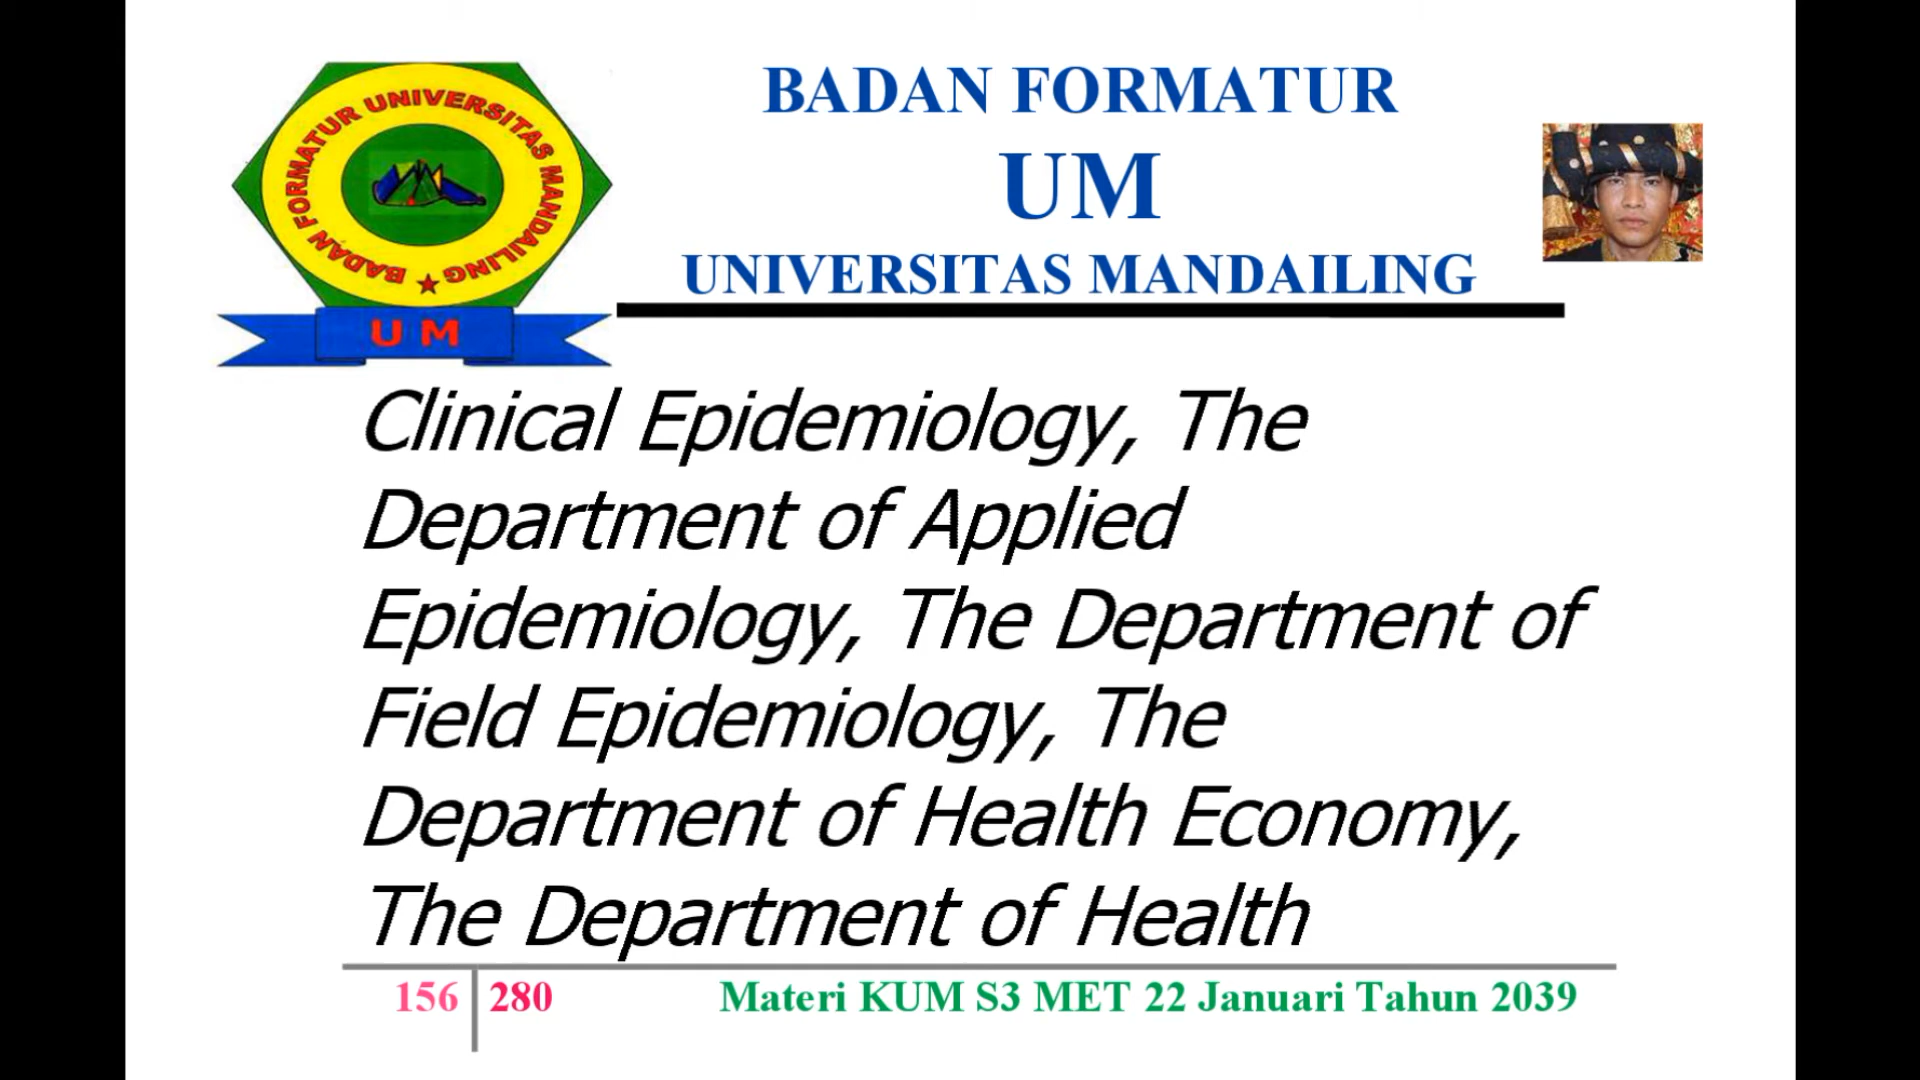 BADAN FORMATUR UNIVERSITAS MANDAILING
U M
BADAN FORMATUR
UM
UNIVERSITAS MANDAILING
Clinical Epidemiology, The
Department of Applied
Epidemiology, The Department of
Field Epidemiology, The
Department of Health Economy,
The Department of Health
156 280 Materi KUM S3 MET 22 Januari Tahun 2039